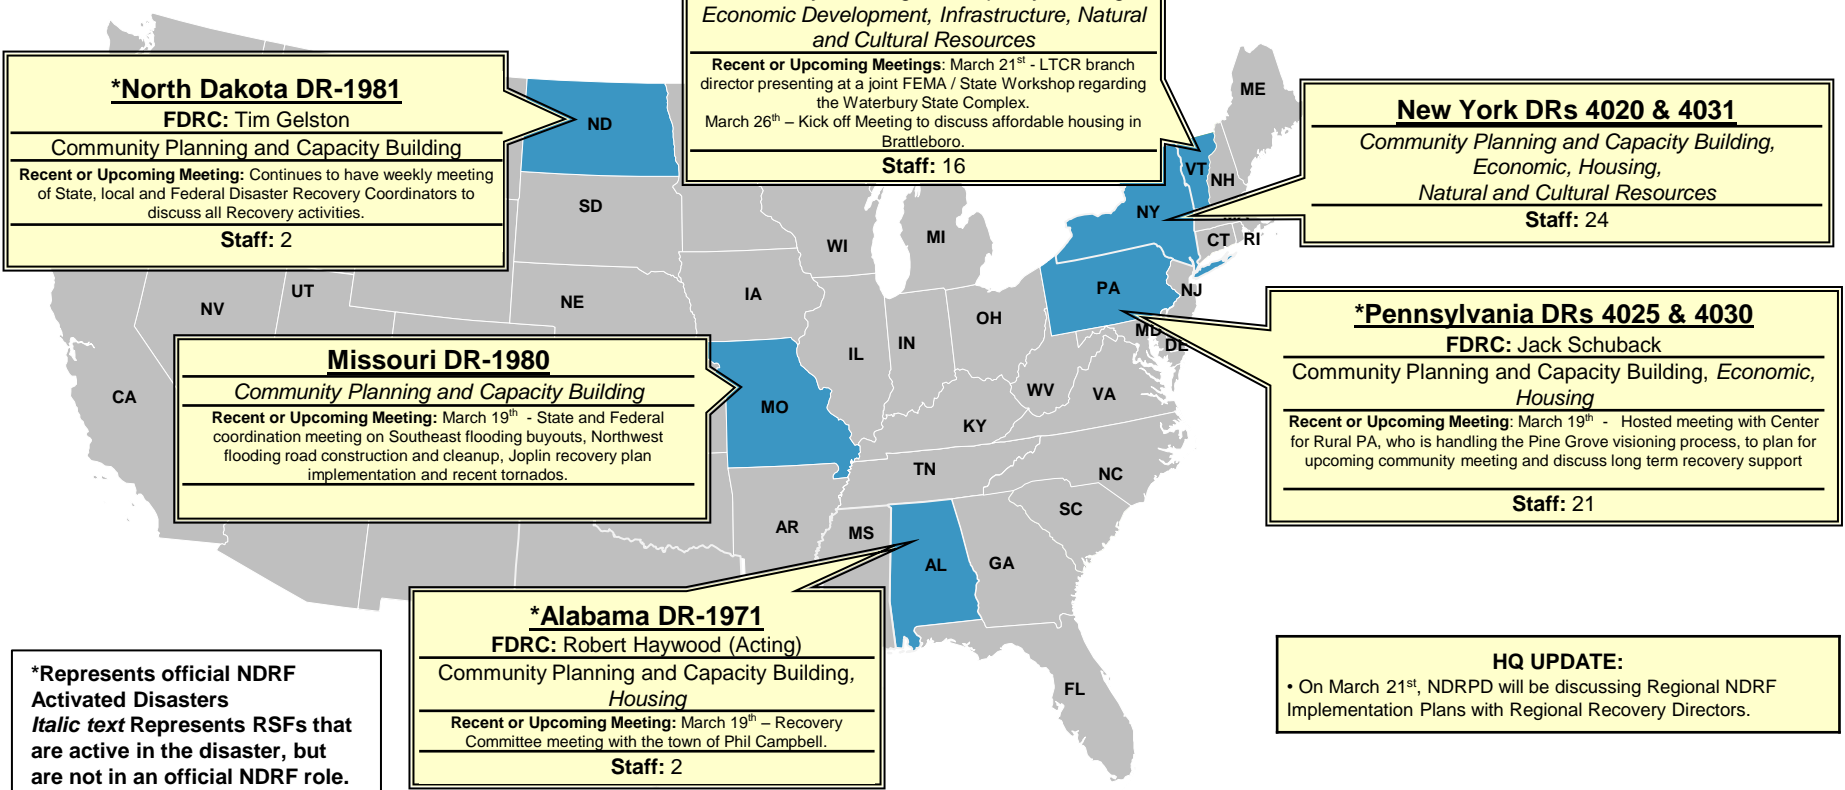 Economic Development, Infrastructure, Natural
and Cultural Resources
Recent or Upcoming Meetings: March 21st - LTCR branch
director presenting at a joint FEMA / State Workshop regarding
the Waterbury State Complex.
March 26th – Kick off Meeting to discuss affordable housing in
Brattleboro.
Staff: 16
*North Dakota DR-1981
FDRC: Tim Gelston
Community Planning and Capacity Building
Recent or Upcoming Meeting: Continues to have weekly meeting
of State, local and Federal Disaster Recovery Coordinators to
discuss all Recovery activities.
Staff: 2
New York DRs 4020 & 4031
Community Planning and Capacity Building,
Economic, Housing,
Natural and Cultural Resources
Staff: 24
*Pennsylvania DRs 4025 & 4030
FDRC: Jack Schuback
Community Planning and Capacity Building, Economic,
Housing
Recent or Upcoming Meeting: March 19th - Hosted meeting with Center
for Rural PA, who is handling the Pine Grove visioning process, to plan for
upcoming community meeting and discuss long term recovery support
Staff: 21
Missouri DR-1980
Community Planning and Capacity Building
Recent or Upcoming Meeting: March 19th - State and Federal
coordination meeting on Southeast flooding buyouts, Northwest
flooding road construction and cleanup, Joplin recovery plan
implementation and recent tornados.
*Alabama DR-1971
FDRC: Robert Haywood (Acting)
Community Planning and Capacity Building,
Housing
Recent or Upcoming Meeting: March 19th – Recovery
Committee meeting with the town of Phil Campbell.
Staff: 2
*Represents official NDRF
Activated Disasters
Italic text Represents RSFs that
are active in the disaster, but
are not in an official NDRF role.
HQ UPDATE:
• On March 21st, NDRPD will be discussing Regional NDRF
Implementation Plans with Regional Recovery Directors.
ND
SD
NE
NV
UT
CA
WI
MI
IA
IL
IN
OH
MO
KY
WV
VA
TN
NC
SC
AR
MS
AL
GA
FL
ME
VT
NH
NY
CT
RI
PA
NJ
MD
DE